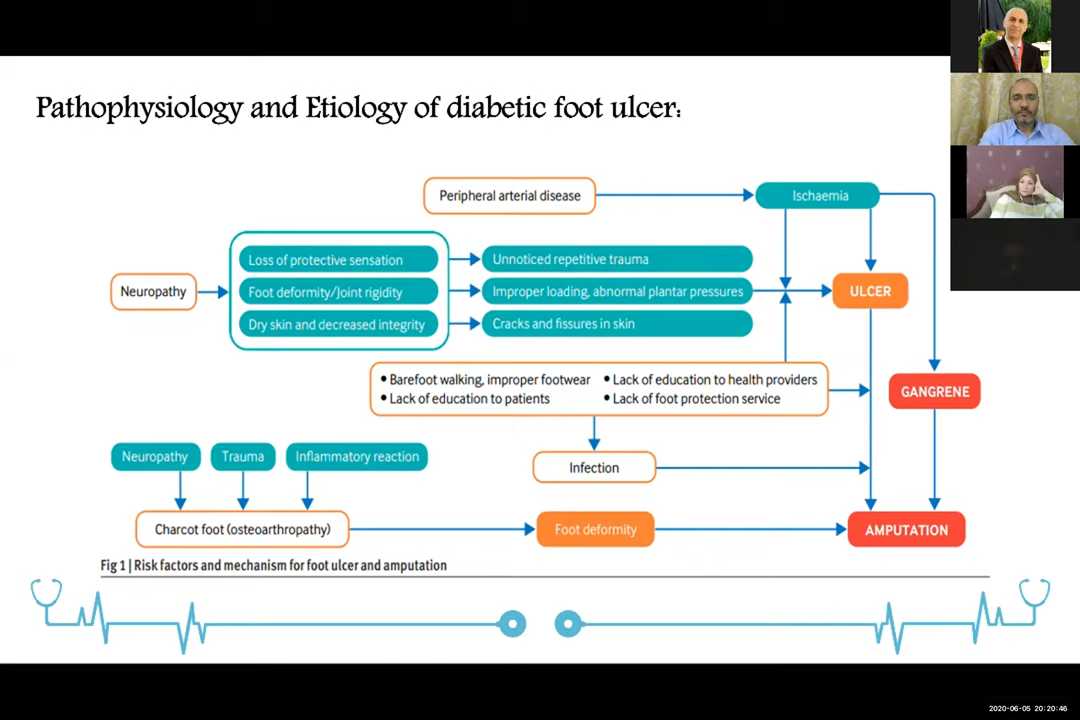 Pathophysiology and Etiology of diabetic foot ulcer:
Peripheral arterial disease
Ischaemia
Neuropathy
Loss of protective sensation
Foot deformity/Joint rigidity
Dry skin and decreased integrity
Unnoticed repetitive trauma
Improper loading, abnormal plantar pressures
Cracks and fissures in skin
ULCER
• Barefoot walking, improper footwear
• Lack of education to patients
• Lack of education to health providers
• Lack of foot protection service
GANGRENE
Neuropathy
Trauma
Inflammatory reaction
Infection
Charcot foot (osteoarthropathy)
Foot deformity
AMPUTATION
Fig 1 | Risk factors and mechanism for foot ulcer and amputation
2020-06-05 20:20:46